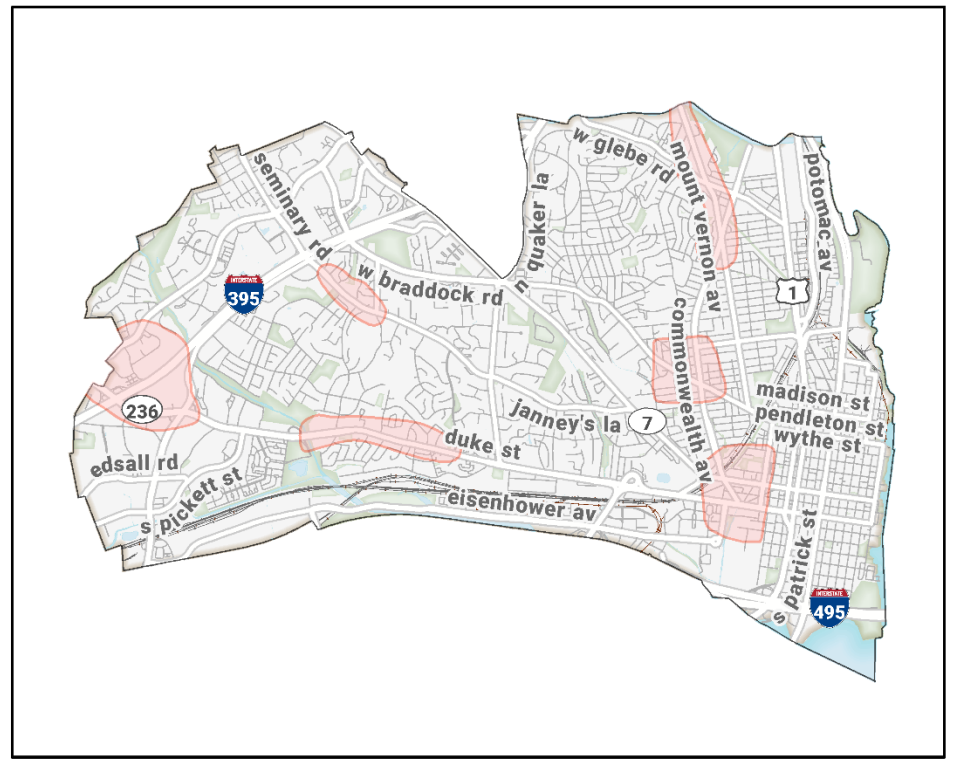 w glebe rd
mount vernon av
potomac av
seminary rd
n quaker la
w braddock rd
INTERSTATE
395
1
commonwealth av
madison st
pendleton st
wythe st
236
janney's la
7
duke st
edsall rd
s pickett st
eisenhower av
s patrick st
INTERSTATE
495